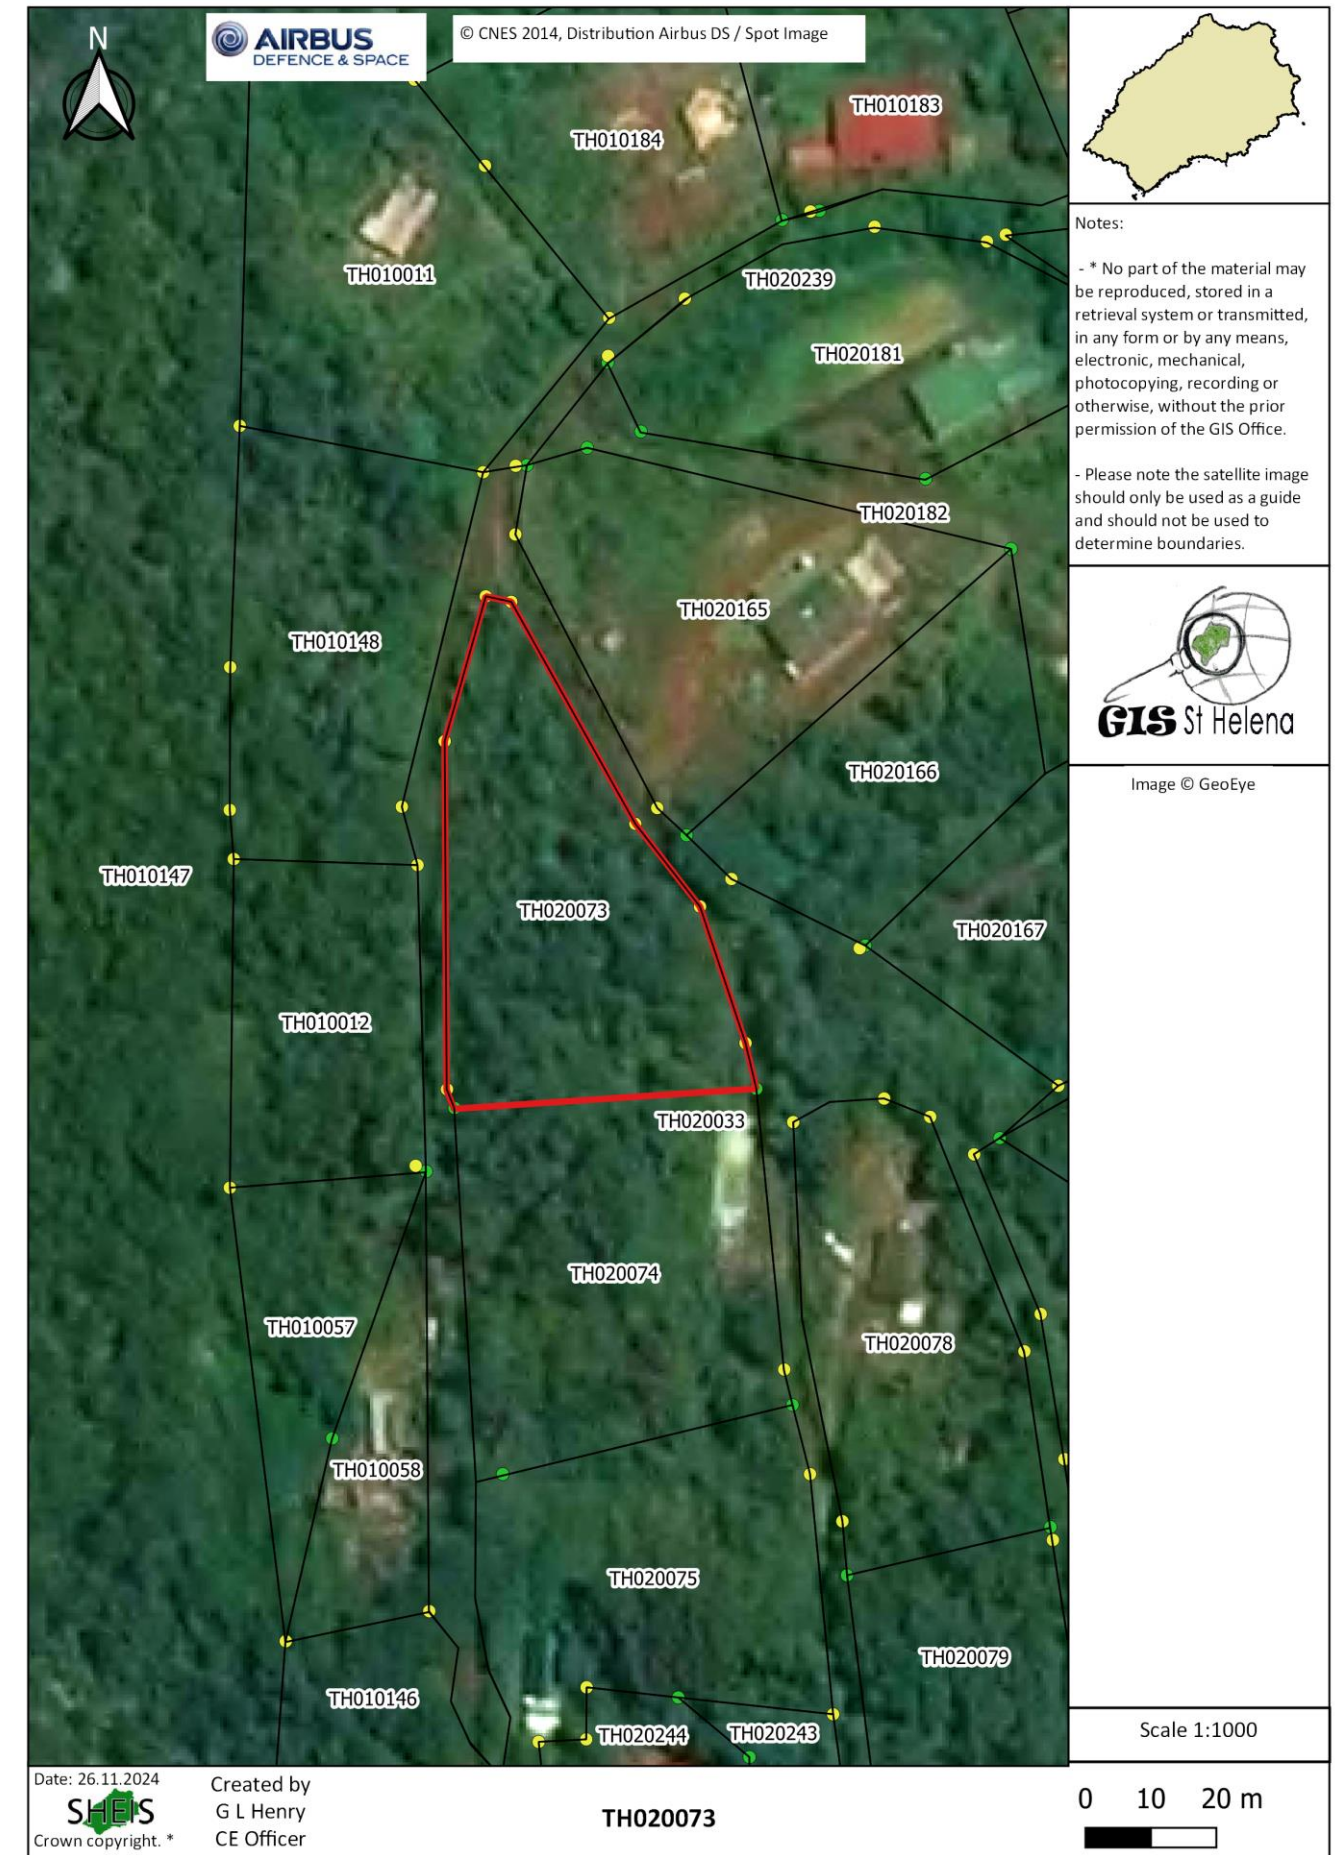 N
AIRBUS
DEFENCE & SPACE
© CNES 2014, Distribution Airbus DS / Spot Image
TH010183
TH010184
TH010011
TH020239
TH020181
TH020182
TH020165
TH010148
TH020166
TH010147
TH020073
TH020167
TH010012
TH020033
TH020074
TH010057
TH020078
TH010058
TH020075
TH020079
TH010146
TH020244
TH020243
Notes:
- * No part of the material may
be reproduced, stored in a
retrieval system or transmitted,
in any form or by any means,
electronic, mechanical,
photocopying, recording or
otherwise, without the prior
permission of the GIS Office.
- Please note the satellite image
should only be used as a guide
and should not be used to
determine boundaries.
GIS St Helena
Image © GeoEye
Scale 1:1000
0 10 20 m
Date: 26.11.2024
SHEIS
Crown copyright. *
Created by
G L Henry
CE Officer
TH020073